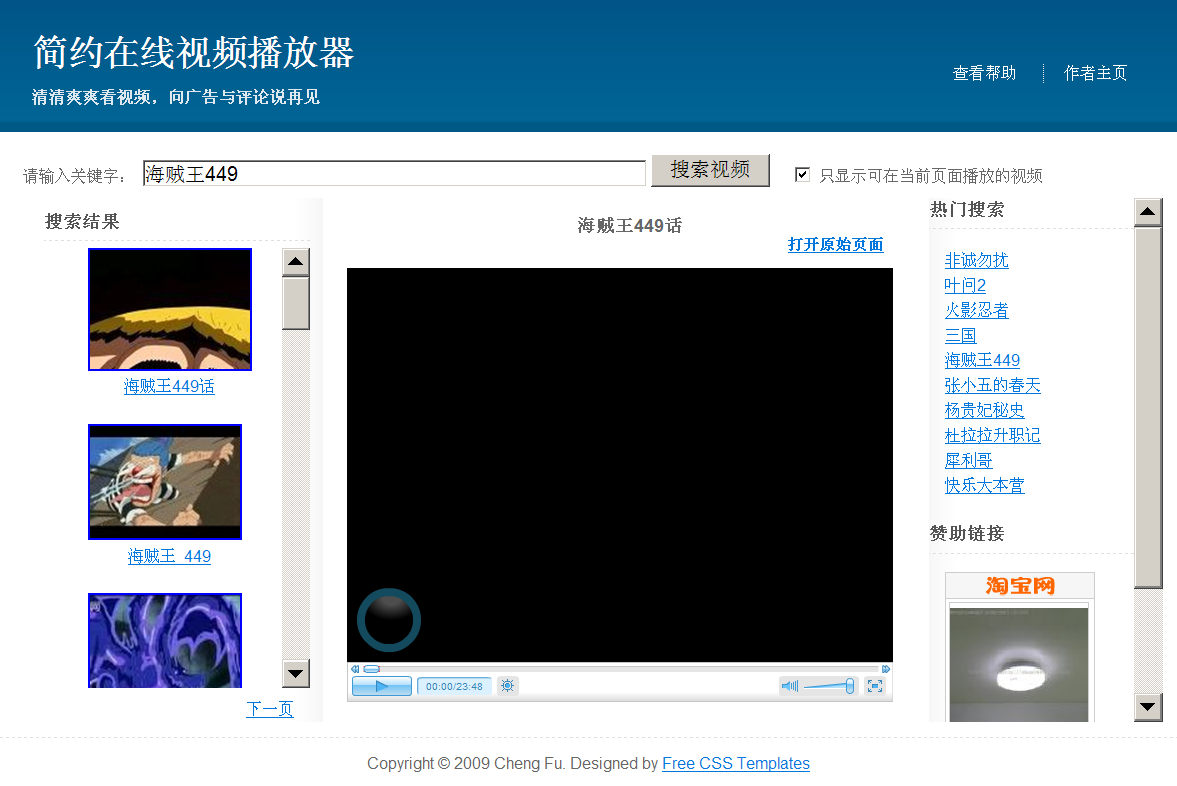 简约在线视频播放器
清清爽爽看视频，向广告与评论说再见
查看帮助 作者主页
请输入关键字： 海贼王449 搜索视频 只显示可在当前页面播放的视频
搜索结果
海贼王449话
海贼王_449
下一页
海贼王449话
打开原始页面
00:00/23:48
热门搜索
非诚勿扰
叶问2
火影忍者
三国
海贼王449
张小五的春天
杨贵妃秘史
杜拉拉升职记
犀利哥
快乐大本营
赞助链接
淘宝网
Copyright © 2009 Cheng Fu. Designed by Free CSS Templates